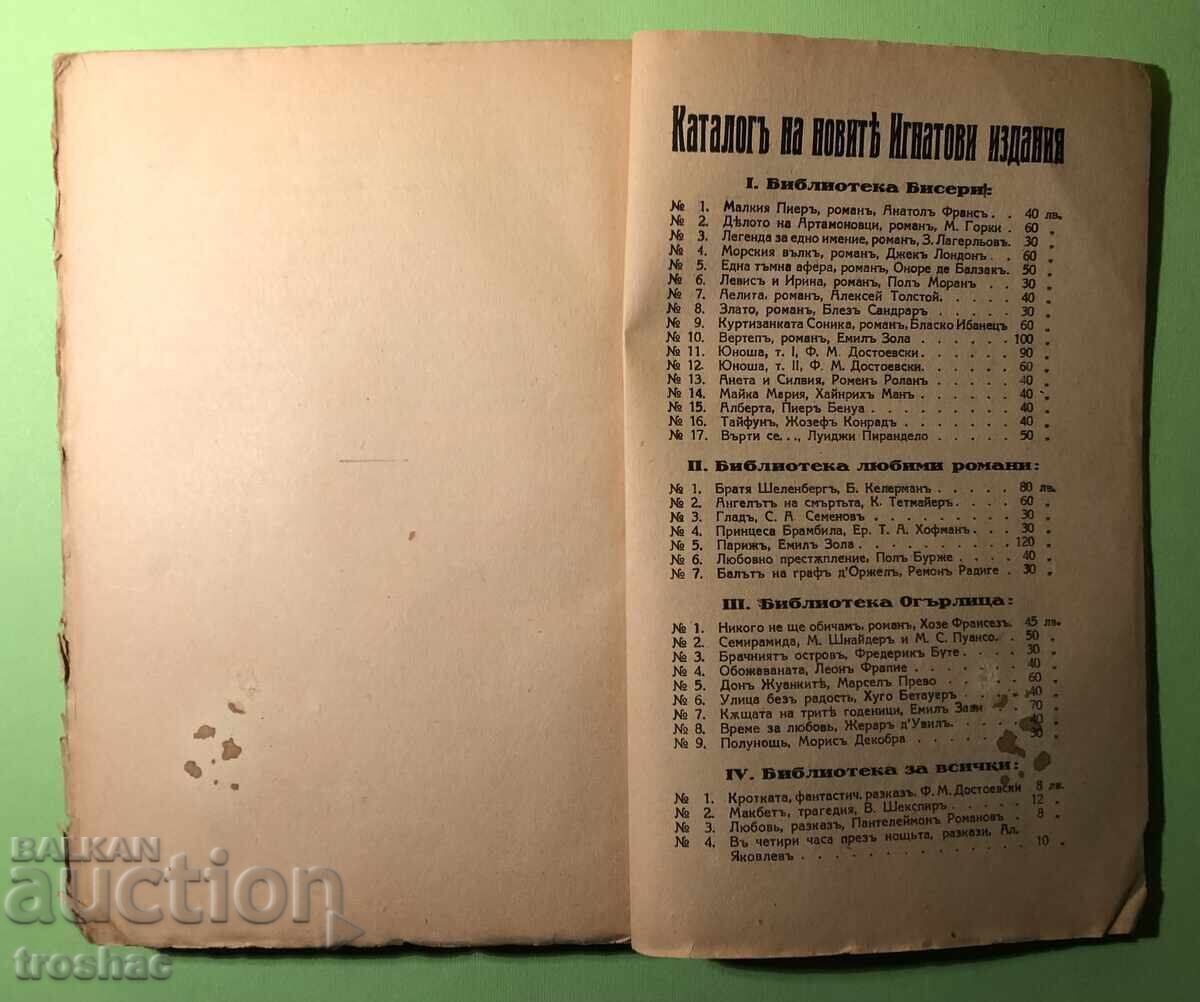 Каталогъ на новитѣ Игнатови издания
I. Библиотека Бисери:
№ 1. Малкия Пиеръ, романъ, Анатолъ Франсъ. . 40 лв.
№ 2. Дѣлото на Артамоновци, романъ, М. Горки . 60 „
№ 3. Легенда за едно имение, романъ, З. Лагерльовъ. 30 „
№ 4. Морския вълкъ, романъ, Джекъ Лондонъ . . 60 „
№ 5. Една тъмна афера, романъ, Оноре де Балзакъ. 50 „
№ 6. Левисъ и Ирина, романъ, Полъ Моранъ . . 30 „
№ 7. Аелита, романъ, Алексей Толстой. . . . . 40 „
№ 8. Злато, романъ, Блезъ Сандраръ . . . . . 30 „
№ 9. Куртизанката Соника, романъ, Бласко Ибанецъ 60 „
№ 10. Вертепъ, романъ, Емилъ Зола . . . . . . 100 „
№ 11. Юноша, т. I, Ф. М. Достоевски. . . . . . 90 „
№ 12. Юноша, т. II, Ф. М. Достоевски. . . . . . 60 „
№ 13. Анета и Силвия, Роменъ Роланъ . . . . . 40 „
№ 14. Майка Мария, Хайнрихъ Манъ . . . . . 40 „
№ 15. Алберта, Пиеръ Бенуа . . . . . . . . 40 „
№ 16. Тайфунъ, Жозефъ Конрадъ . . . . . . 40 „
№ 17. Върти се. . ., Луиджи Пирандело . . . . . 50 „
II. Библиотека любими романи:
№ 1. Братя Шеленбергъ, Б. Келерманъ . . . . . 80 лв.
№ 2. Ангелътъ на смъртьта, К. Тетмайеръ. . . . 60 „
№ 3. Гладъ, С. А. Семеновъ . . . . . . . . 30 „
№ 4. Принцеса Брамбила, Ер. Т. А. Хофманъ . . . 30 „
№ 5. Парижъ, Емилъ Зола . . . . . . . . . 120 „
№ 6. Любовно престѫпление, Полъ Бурже . . . . 40 „
№ 7. Балътъ на графъ д'Оржел, Ремонъ Радиге . 30 „
III. Библиотека Огърлица:
№ 1. Никого не ще обичамъ, романъ, Хозе Франсезъ. 45 лв.
№ 2. Семирамида, М. Шнайдеръ и М. С. Пуансо. . 50 „
№ 3. Брачниятъ островъ, Фредерикъ Буте . . . . 30 „
№ 4. Обожаваната, Леонъ Фрапие . . . . . . 40 „
№ 5. Донъ Жуанкитѣ, Марселъ Прево . . . . . 60 „
№ 6. Улица безъ радость, Хуго Бетауеръ . . . . 40 „
№ 7. Кѫщата на тритѣ годеници, Емилъ . . 70 „
№ 8. Време за любовь, Жераръ д'Увилъ. . . . . 40 „
№ 9. Полунощь, Морисъ Декобра . . . . . . „
IV. Библиотека за всички:
№ 1. Кротката, фантастич. разказъ. Ф. М. Достоевски 8 лв.
№ 2. Макбетъ, трагедия, В. Шекспиръ . . . . . 12 „
№ 3. Любовь, разказъ, Пантелеймонъ Романовъ . 8 „
№ 4. Въ четири часа презъ нощьта, разкази, Ал.
Яковлевъ . . . . . . . . . . . . 10 „
BALKAN
auction
troshac